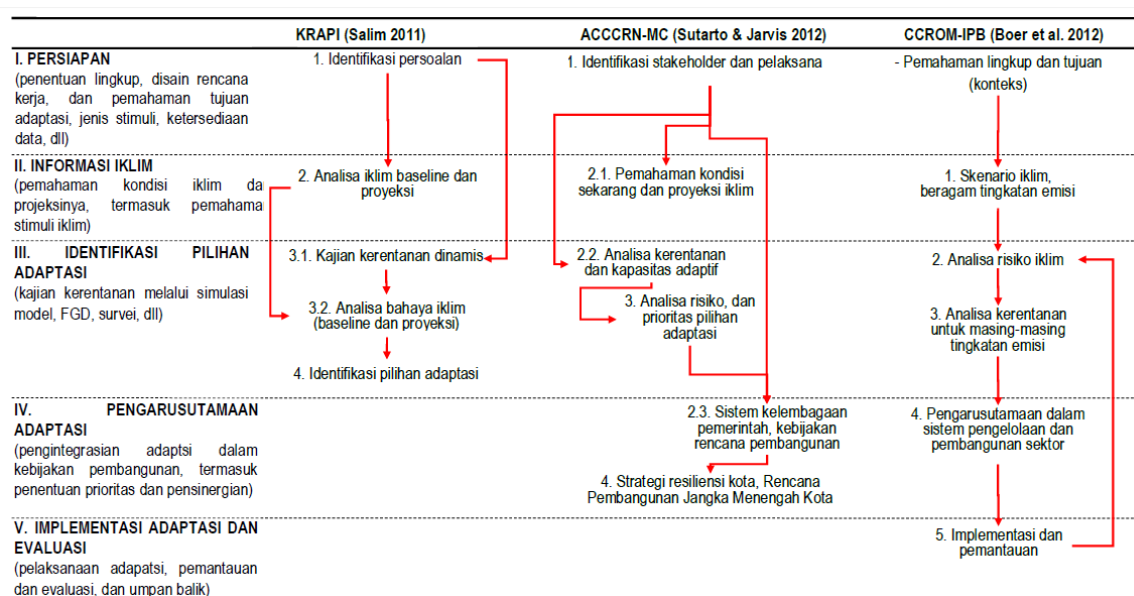 KRAPI (Salim 2011)
ACCCRN-MC (Sutarto & Jarvis 2012)
CCROM-IPB (Boer et al. 2012)
I. PERSIAPAN
(penentuan lingkup, disain rencana
kerja, dan pemahaman tujuan
adaptasi, jenis stimuli, ketersediaan
data, dll)
1. Identifikasi persoalan
1. Identifikasi stakeholder dan pelaksana
- Pemahaman lingkup dan tujuan
(konteks)
II. INFORMASI IKLIM
(pemahaman kondisi iklim da
projeksinya, termasuk pemahama
stimuli iklim)
2. Analisa iklim baseline dan
proyeksi
2.1. Pemahaman kondisi
sekarang dan proyeksi iklim
1. Skenario iklim,
beragam tingkatan emisi
III. IDENTIFIKASI PILIHAN
ADAPTASI
(kajian kerentanan melalui simulasi
model, FGD, survei, dll)
3.1. Kajian kerentanan dinamis
3.2. Analisa bahaya iklim
(baseline dan proyeksi)
4. Identifikasi pilihan adaptasi
2.2. Analisa kerentanan
dan kapasitas adaptif
3. Analisa risiko, dan
prioritas pilihan
adaptasi
2. Analisa risiko iklim
3. Analisa kerentanan
untuk masing-masing
tingkatan emisi
IV. PENGARUSUTAMAAN
ADAPTASI
(pengintegrasian adaptsi dalam
kebijakan pembangunan, termasuk
penentuan prioritas dan pensinergian)
2.3. Sistem kelembagaan
pemerintah, kebijakan
rencana pembangunan
4. Strategi resiliensi kota, Rencana
Pembangunan Jangka Menengah Kota
4. Pengarusutamaan dalam
sistem pengelolaan dan
pembangunan sektor
V. IMPLEMENTASI ADAPTASI DAN
EVALUASI
(pelaksanaan adapatsi, pemantauan
dan evaluasi, dan umpan balik)
5. Implementasi dan
pemantauan